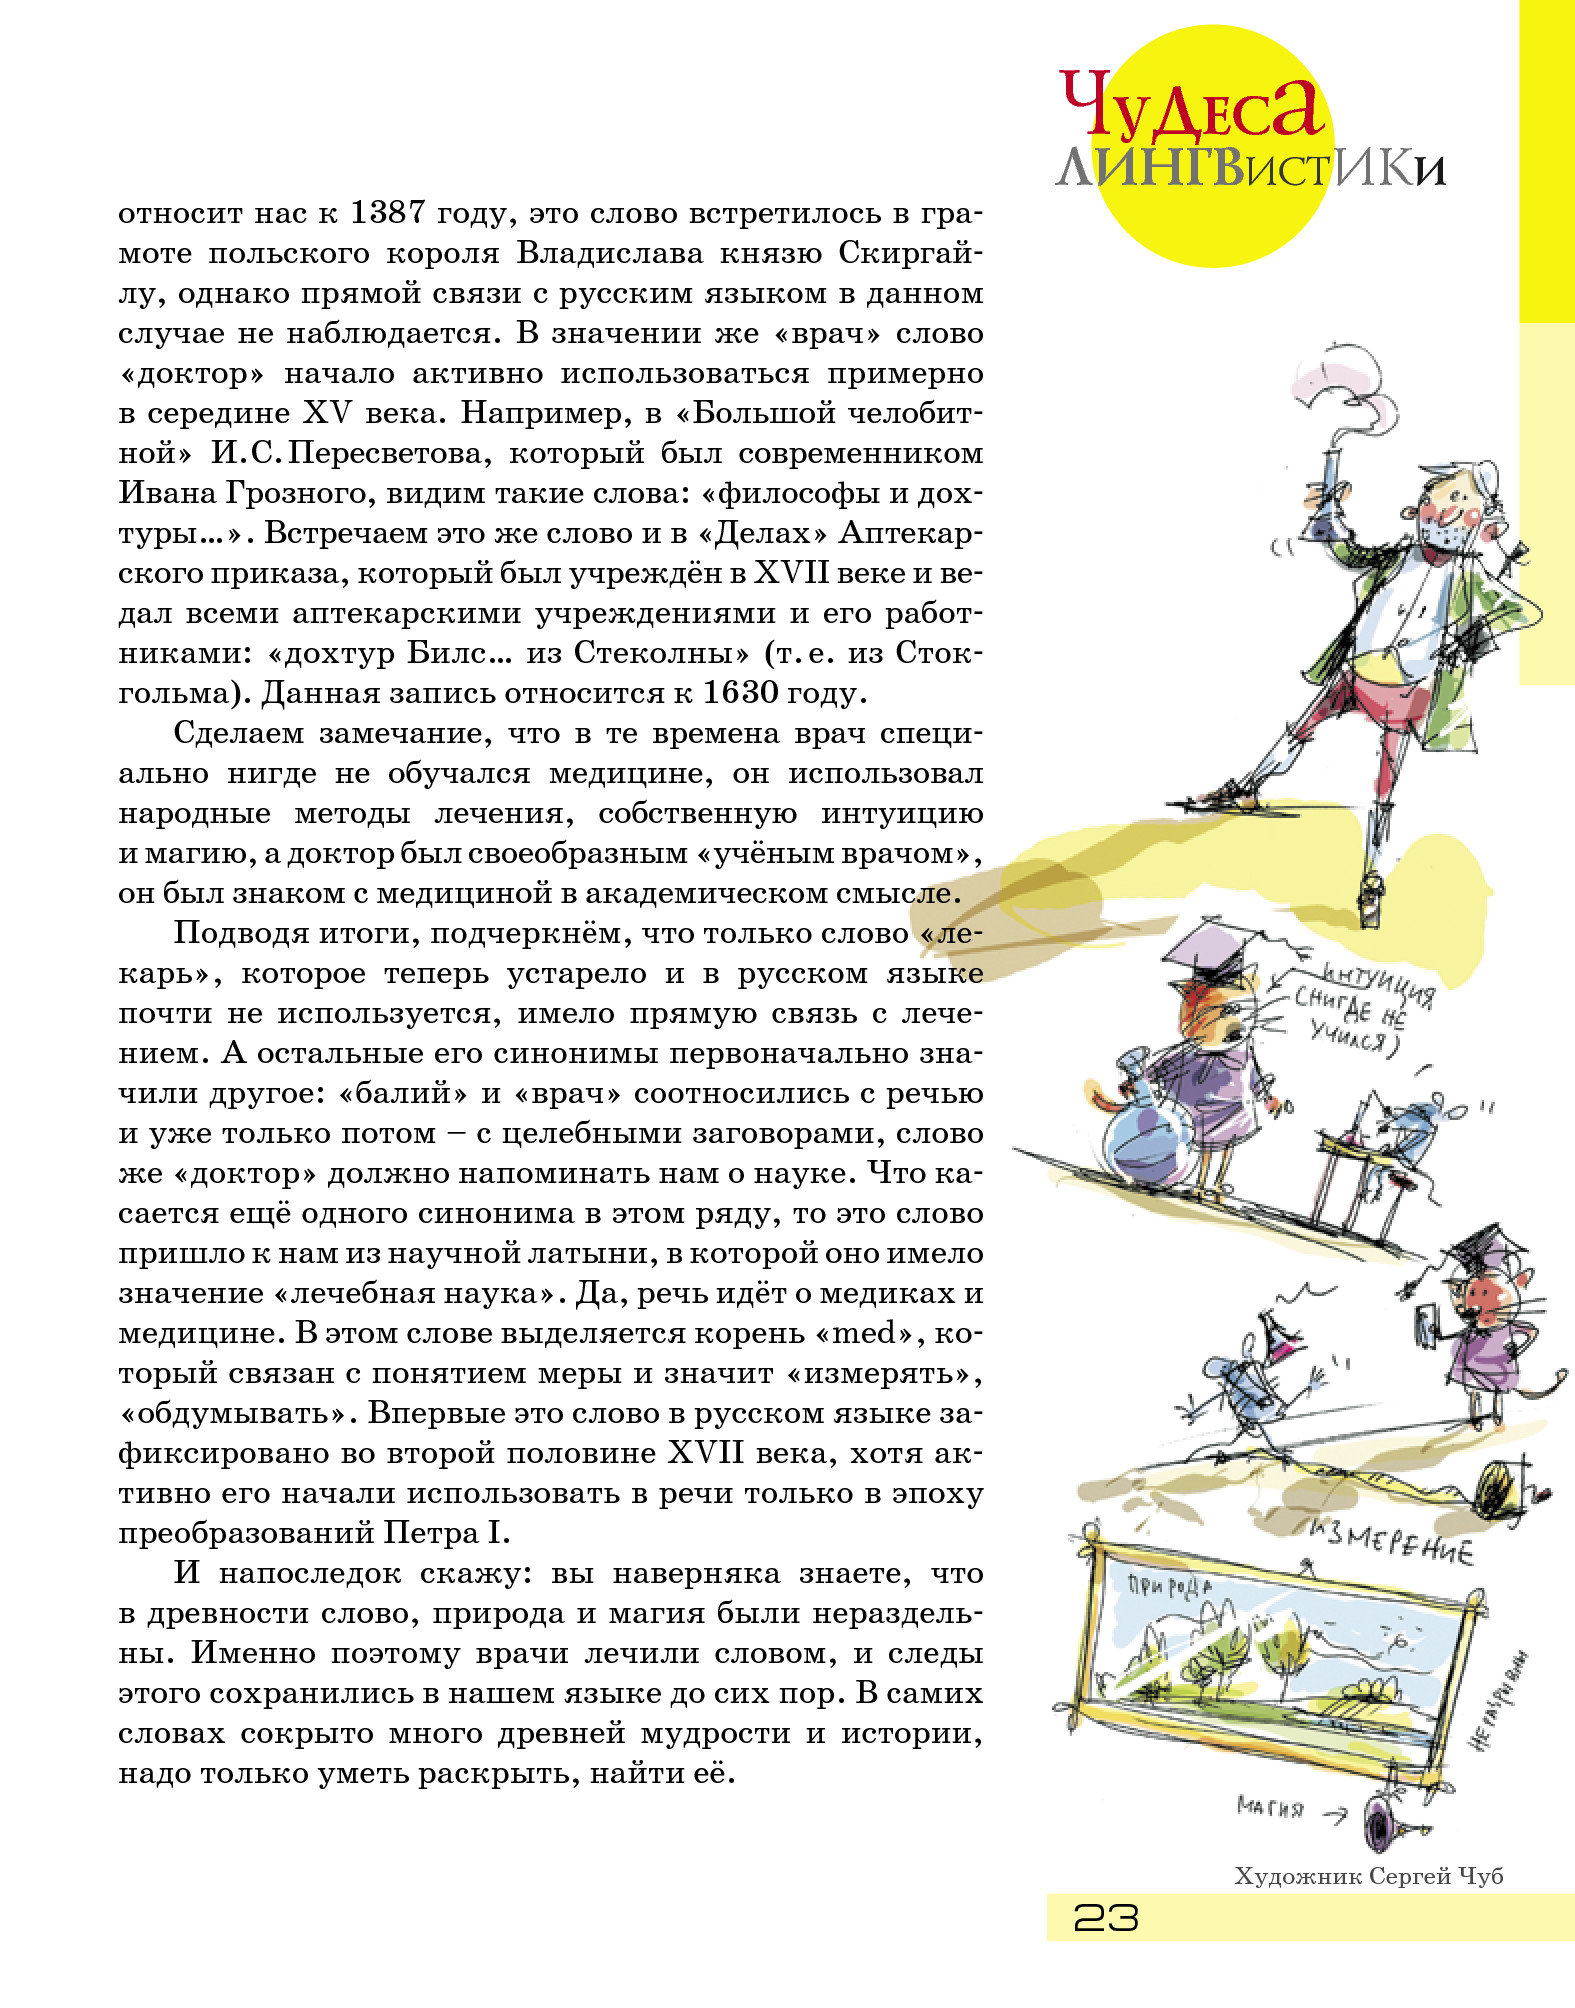 Чудеса
лингвистики
относит нас к 1387 году, это слово встретилось в гра-
моте польского короля Владислава князю Скиргай-
лу, однако прямой связи с русским языком в данном
случае не наблюдается. В значении же «врач» слово
«доктор» начало активно использоваться примерно
в середине XV века. Например, в «Большой челобит-
ной» И.С. Пересветова, который был современником
Ивана Грозного, видим такие слова: «философы и дох-
туры...». Встречаем это же слово и в «Делах» Аптекар-
ского приказа, который был учреждён в XVII веке и ве-
дал всеми аптекарскими учреждениями и его работ-
никами: «дохтур Билс... из Стеколны» (т. е. из Сток-
гольма). Данная запись относится к 1630 году.
Сделаем замечание, что в те времена врач специ-
ально нигде не обучался медицине, он использовал
народные методы лечения, собственную интуицию
и магию, а доктор был своеобразным «учёным врачом»,
он был знаком с медициной в академическом смысле.
Подводя итоги, подчеркнём, что только слово «ле-
карь», которое теперь устарело и в русском языке
почти не используется, имело прямую связь с лече-
нием. А остальные его синонимы первоначально зна-
чили другое: «балий» и «врач» соотносились с речью
и уже только потом – с целебными заговорами, слово
же «доктор» должно напоминать нам о науке. Что ка-
сается ещё одного синонима в этом ряду, то это слово
пришло к нам из научной латыни, в которой оно имело
значение «лечебная наука». Да, речь идёт о медиках и
медицине. В этом слове выделяется корень «med», ко-
торый связан с понятием меры и значит «измерять»,
«обдумывать». Впервые это слово в русском языке за-
фиксировано во второй половине XVII века, хотя ак-
тивно его начали использовать в речи только в эпоху
преобразований Петра I.
И напоследок скажу: вы наверняка знаете, что
в древности слово, природа и магия были нераздель-
ны. Именно поэтому врачи лечили словом, и следы
этого сохранились в нашем языке до сих пор. В самих
словах сокрыто много древней мудрости и истории,
надо только уметь раскрыть, найти её.
ИНТУИЦИЯ
(НИГДЕ НЕ
УЧИЛСЯ)
ИЗМЕРЕНИЕ
ПРИРОДА
НЕРАЗРЫВНЫ
МАГИЯ →
Художник Сергей Чуб
23